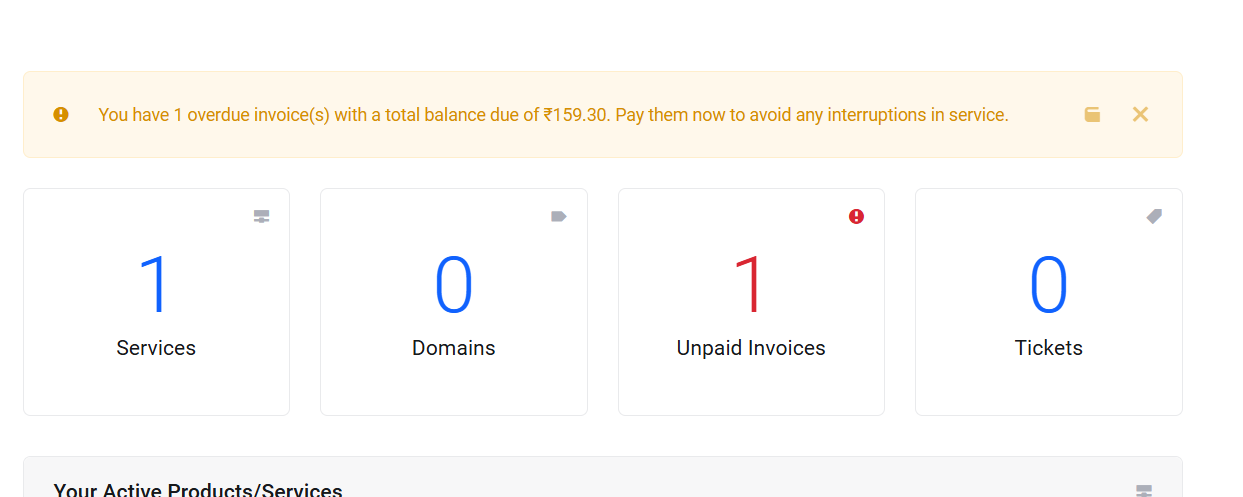 You have 1 overdue invoice(s) with a total balance due of ₹159.30. Pay them now to avoid any interruptions in service.
1
Services
0
Domains
1
Unpaid Invoices
0
Tickets
Your Active Products/Services